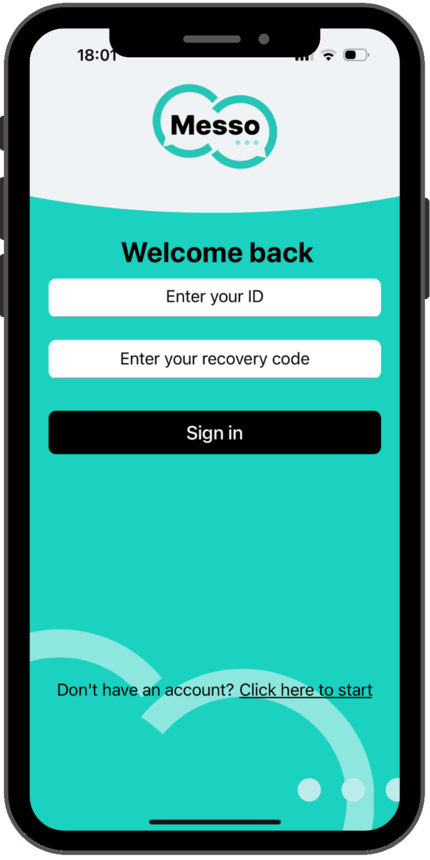 18:01
Messo
Welcome back
Enter your ID
Enter your recovery code
Sign in
Don't have an account? Click here to start